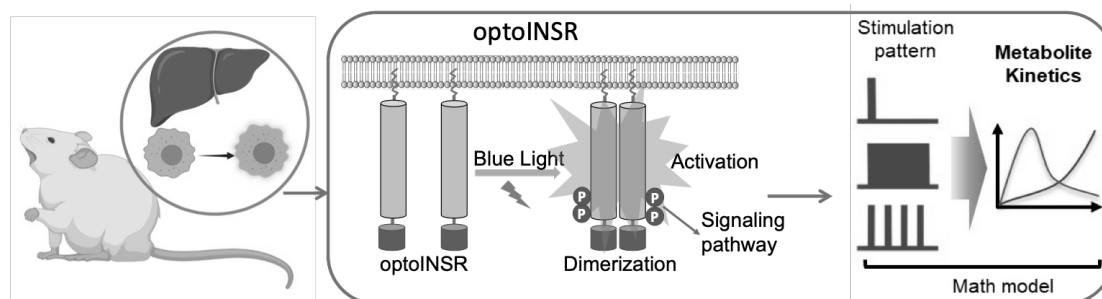 optoINSR
Blue Light
Activation
P
P
P
P
Signaling
pathway
optoINSR
Dimerization
Stimulation
pattern
Metabolite
Kinetics
Math model